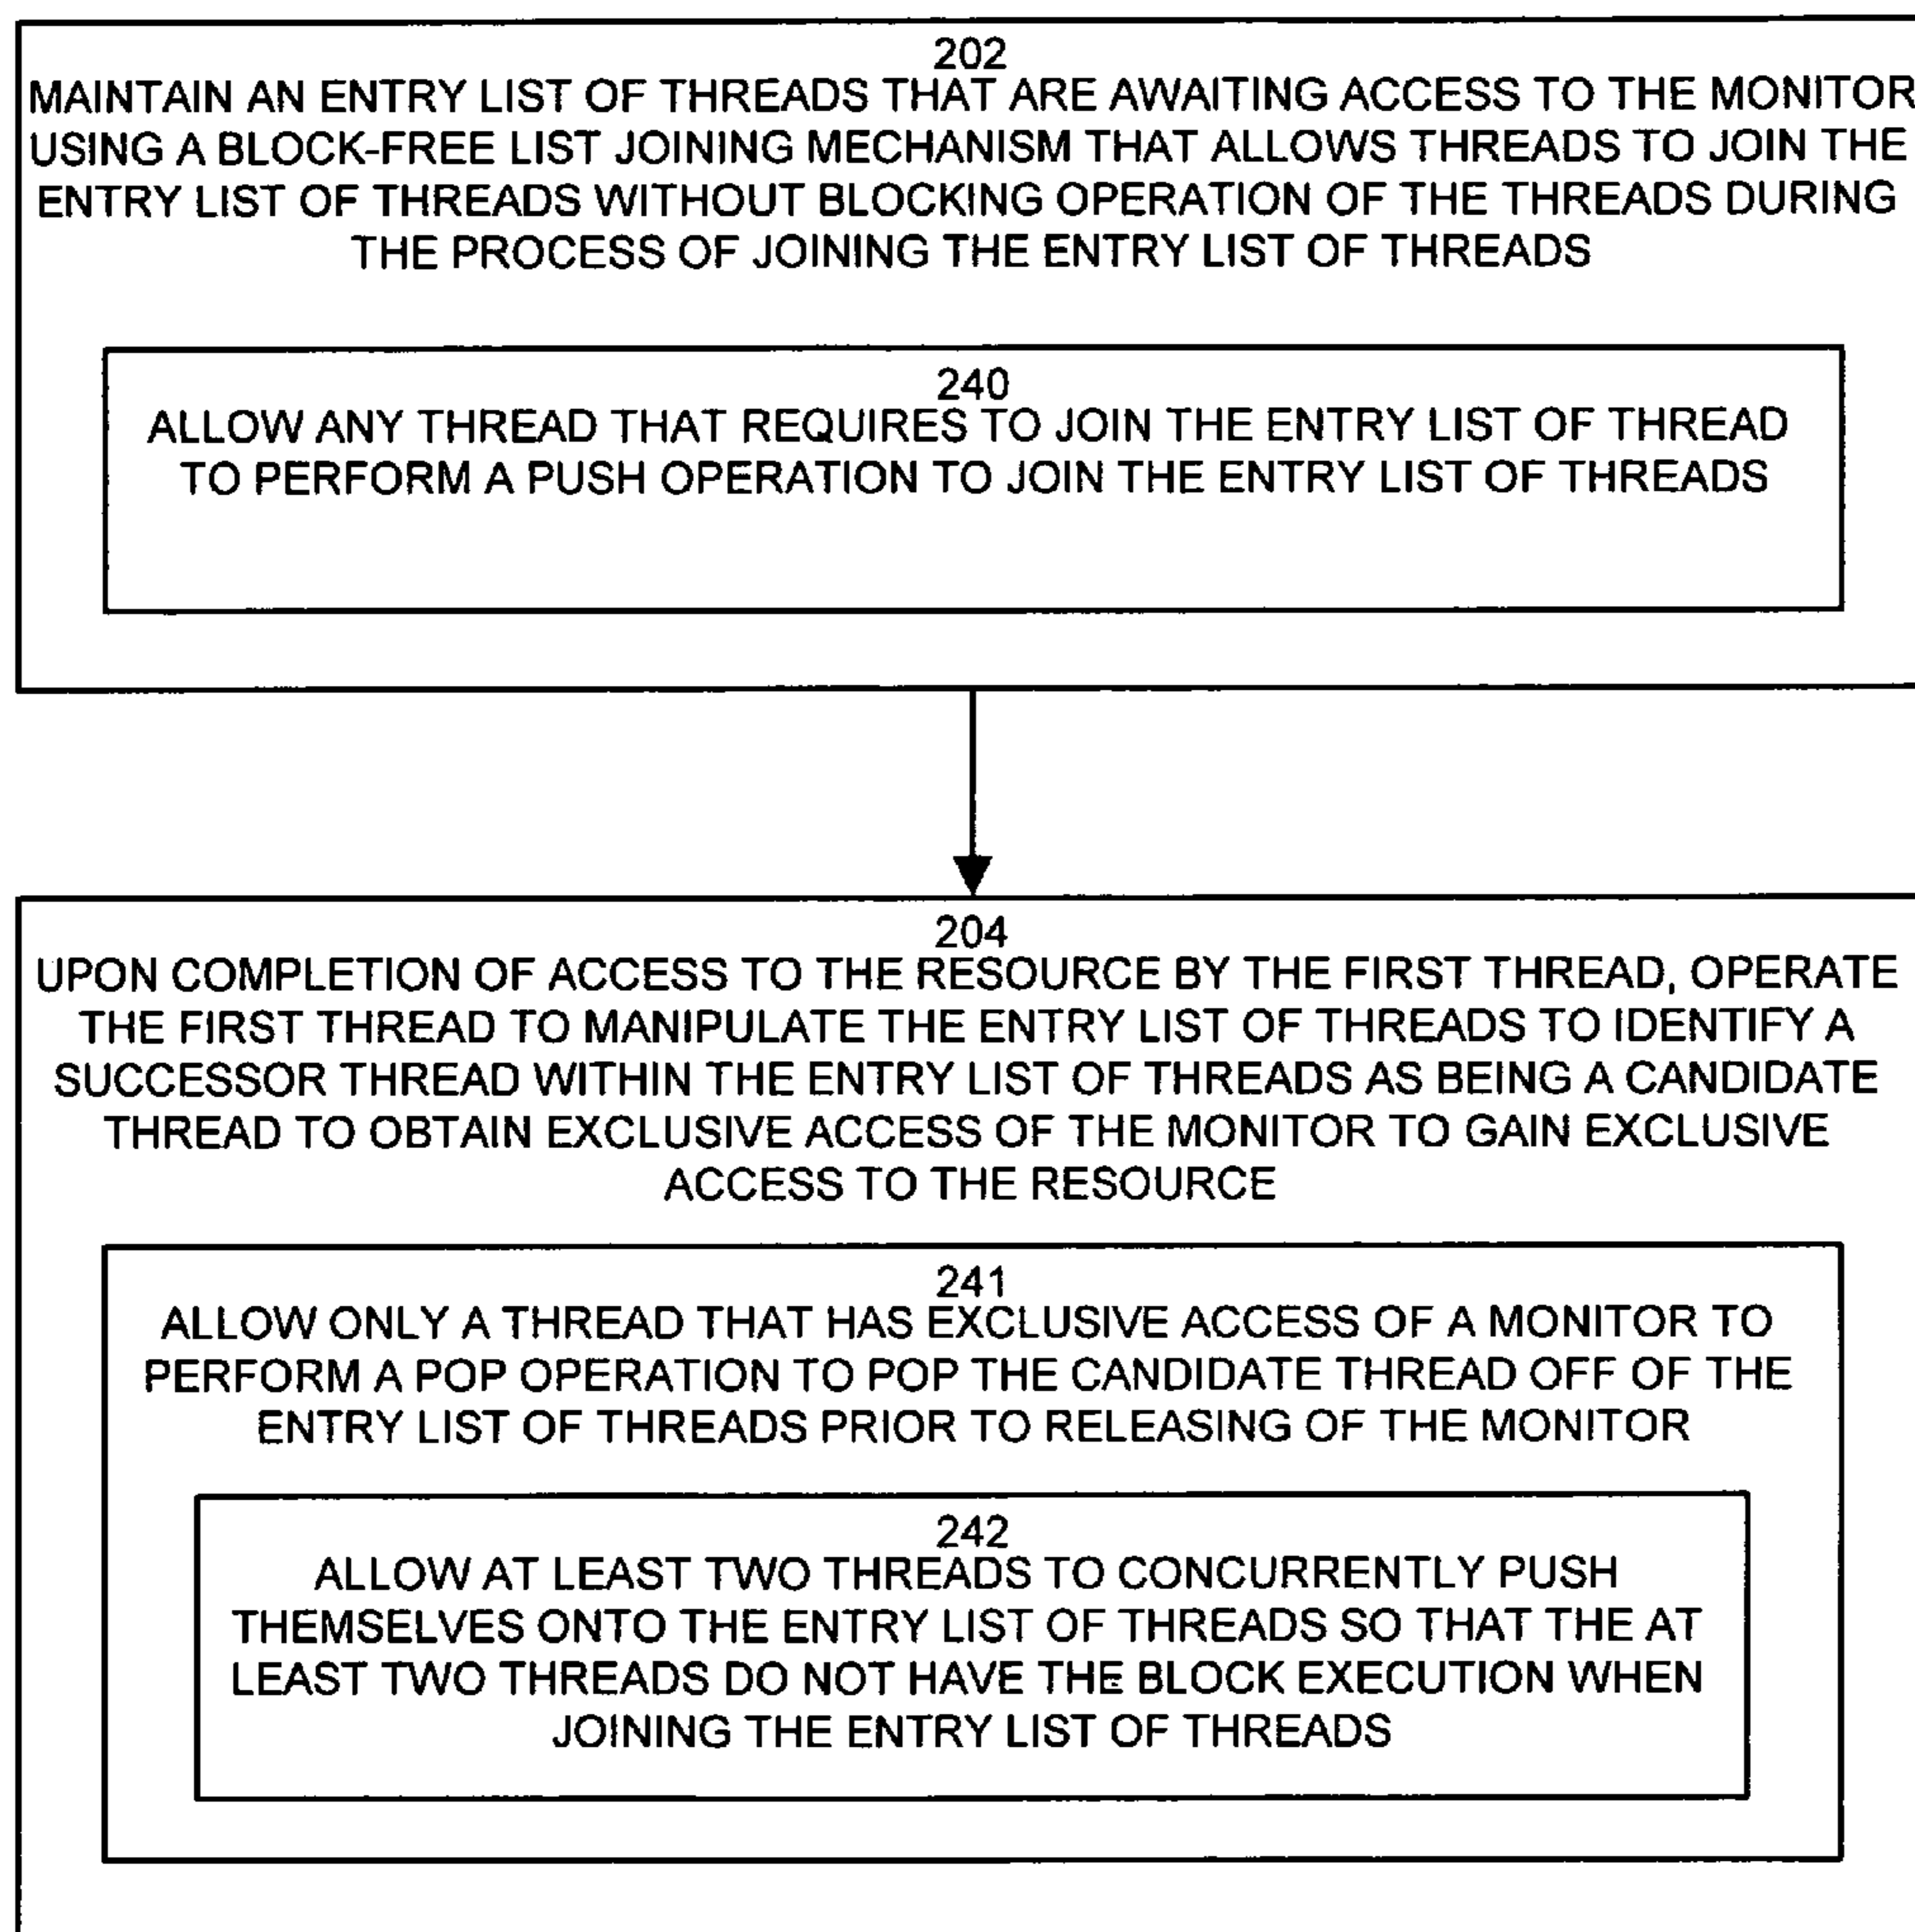 202
MAINTAIN AN ENTRY LIST OF THREADS THAT ARE AWAITING ACCESS TO THE MONITOR
USING A BLOCK-FREE LIST JOINING MECHANISM THAT ALLOWS THREADS TO JOIN THE
ENTRY LIST OF THREADS WITHOUT BLOCKING OPERATION OF THE THREADS DURING
THE PROCESS OF JOINING THE ENTRY LIST OF THREADS
240
ALLOW ANY THREAD THAT REQUIRES TO JOIN THE ENTRY LIST OF THREAD
TO PERFORM A PUSH OPERATION TO JOIN THE ENTRY LIST OF THREADS
204
UPON COMPLETION OF ACCESS TO THE RESOURCE BY THE FIRST THREAD, OPERATE
THE FIRST THREAD TO MANIPULATE THE ENTRY LIST OF THREADS TO IDENTIFY A
SUCCESSOR THREAD WITHIN THE ENTRY LIST OF THREADS AS BEING A CANDIDATE
THREAD TO OBTAIN EXCLUSIVE ACCESS OF THE MONITOR TO GAIN EXCLUSIVE
ACCESS TO THE RESOURCE
241
ALLOW ONLY A THREAD THAT HAS EXCLUSIVE ACCESS OF A MONITOR TO
PERFORM A POP OPERATION TO POP THE CANDIDATE THREAD OFF OF THE
ENTRY LIST OF THREADS PRIOR TO RELEASING OF THE MONITOR
242
ALLOW AT LEAST TWO THREADS TO CONCURRENTLY PUSH
THEMSELVES ONTO THE ENTRY LIST OF THREADS SO THAT THE AT
LEAST TWO THREADS DO NOT HAVE THE BLOCK EXECUTION WHEN
JOINING THE ENTRY LIST OF THREADS